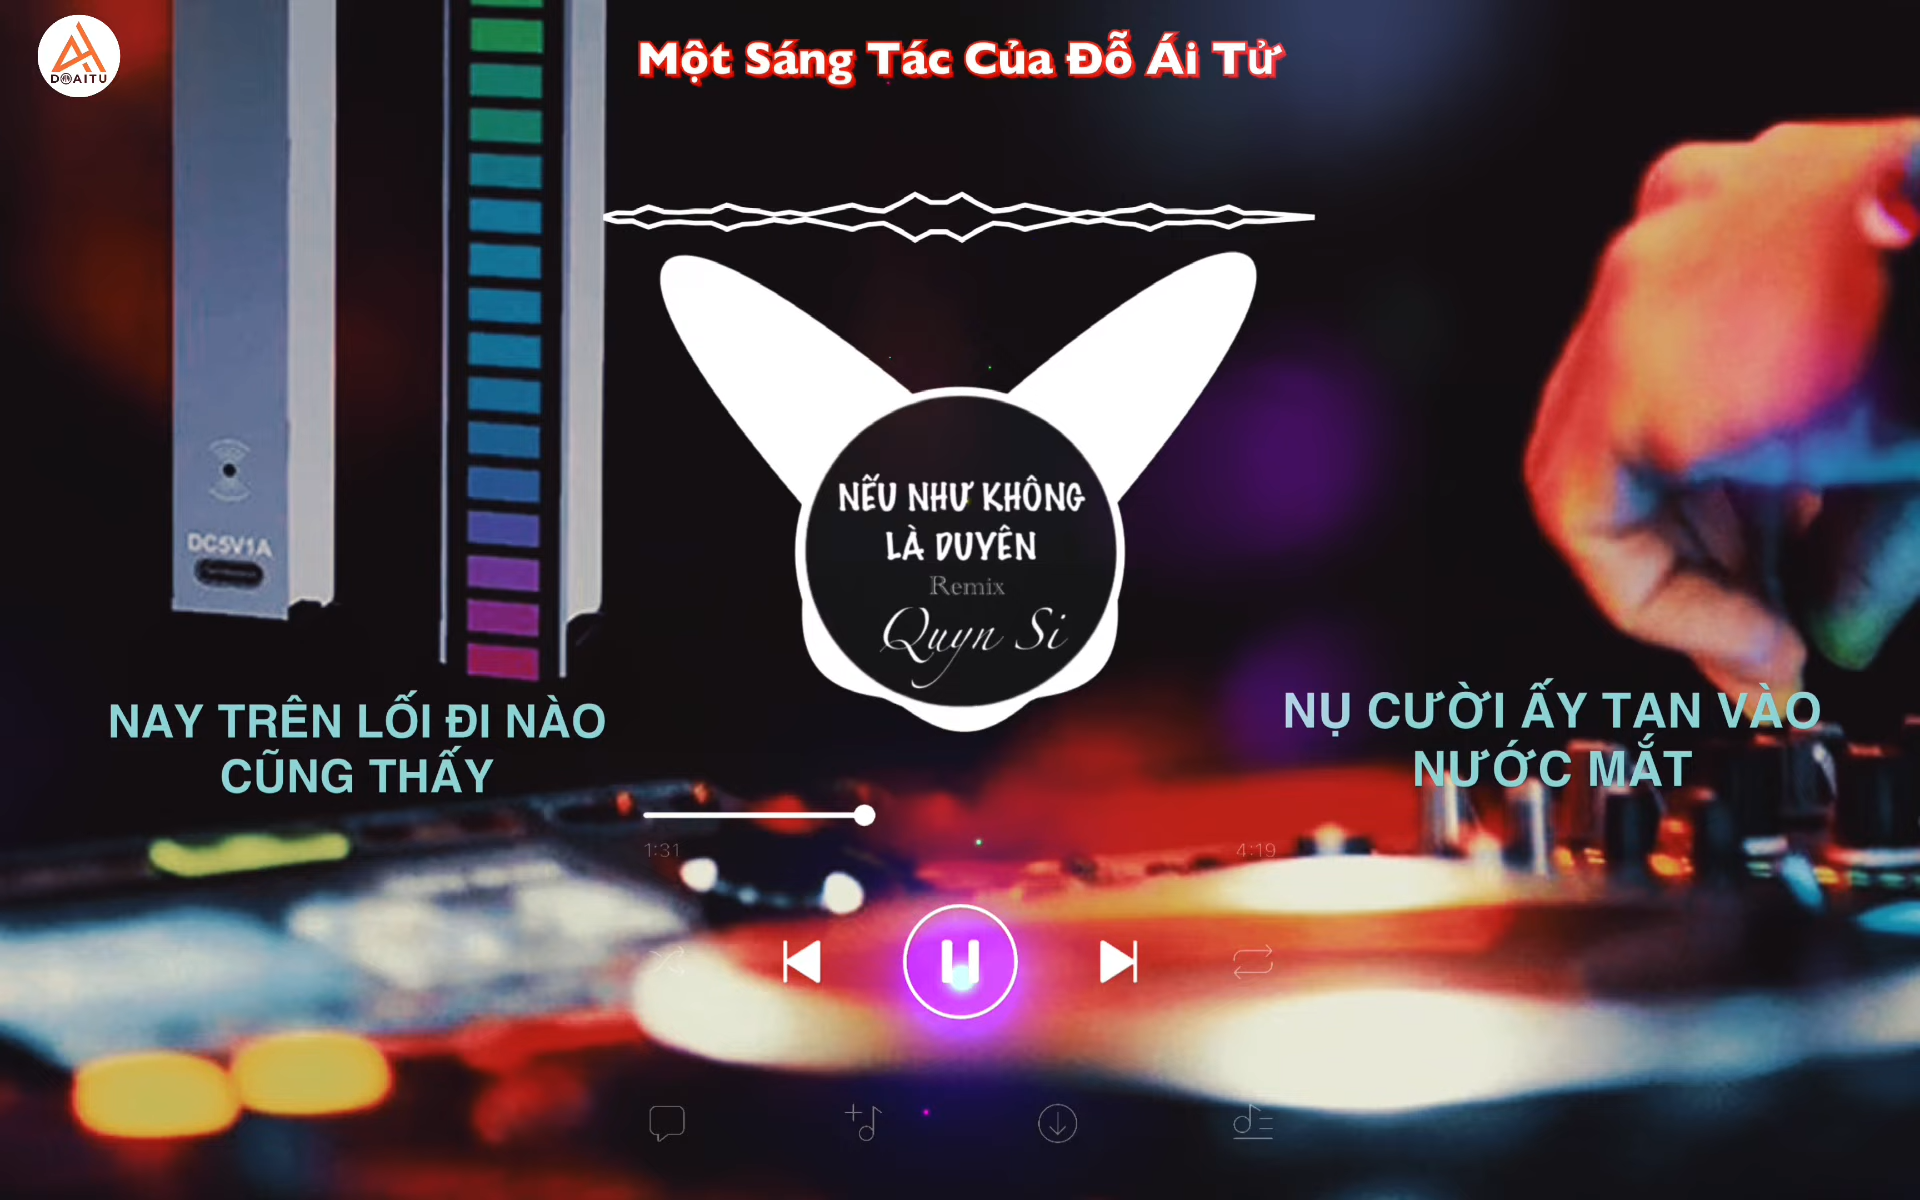 DOAITU
Một Sáng Tác Của Đỗ Ái Tử
DC5V1A
NẾU NHƯ KHÔNG
LÀ DUYÊN
Remix
Quyn Si
NAY TRÊN LỐI ĐI NÀO
CŨNG THẤY
NỤ CƯỜI ẤY TAN VÀO
NƯỚC MẮT
1:31
4:19